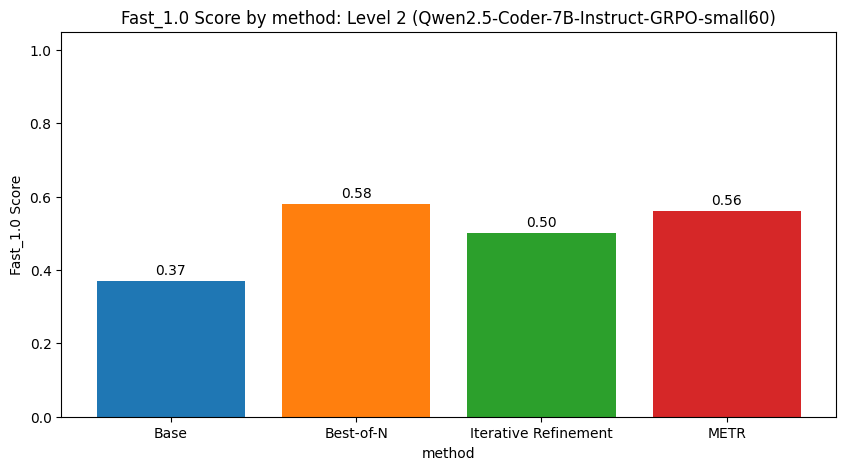 Fast_1.0 Score by method: Level 2 (Qwen2.5-Coder-7B-Instruct-GRPO-small60)
Fast_1.0 Score
1.0
0.8
0.6
0.4
0.2
0.0
0.37
0.58
0.50
0.56
Base
Best-of-N
Iterative Refinement
METR
method